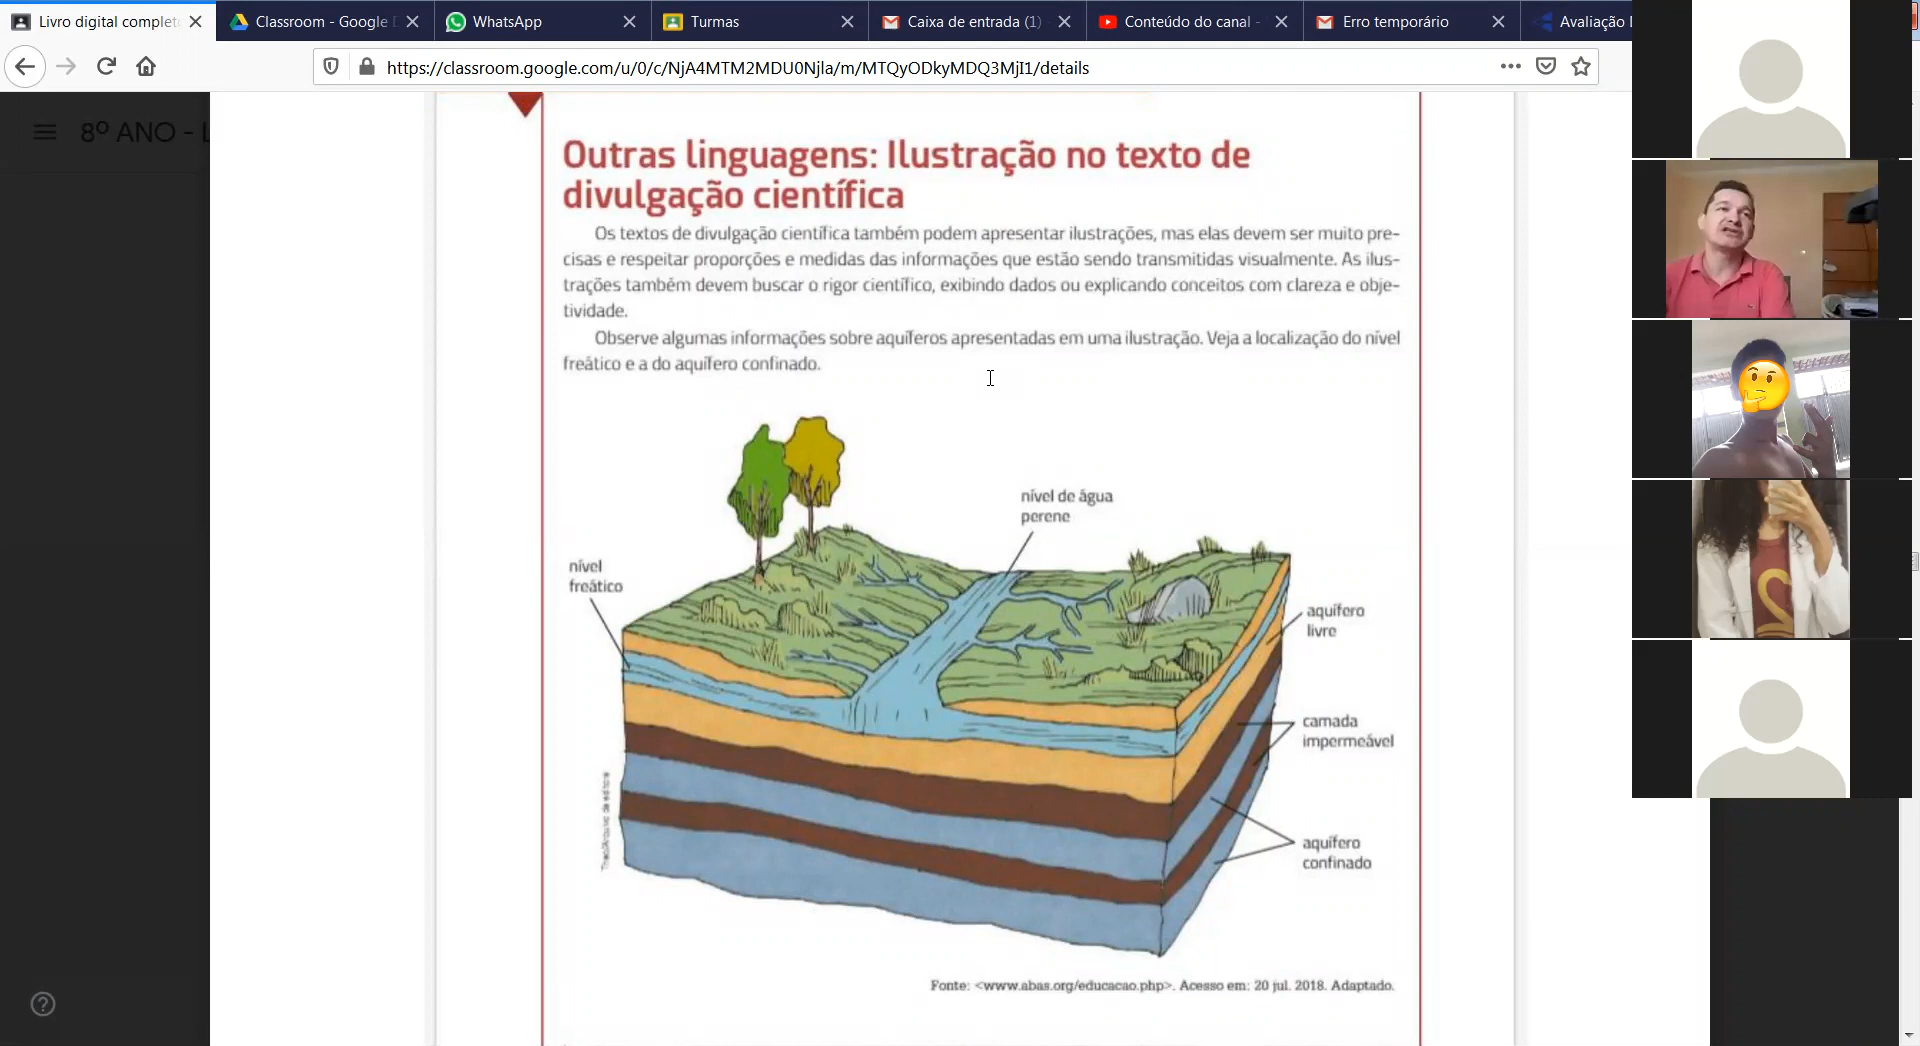 Livro digital complet
Classroom - Google D
WhatsApp
Turmas
Caixa de entrada (1)
Conteúdo do canal -
Erro temporário
Avaliação
https://classroom.google.com/u/0/c/NjA4MTM2MDU0Njla/m/MTQyODkyMDQ3MjI1/details
8º ANO - L
Outras linguagens: Ilustração no texto de
divulgação científica
Os textos de divulgação científica também podem apresentar ilustrações, mas elas devem ser muito pre-
cisas e respeitar proporções e medidas das informações que estão sendo transmitidas visualmente. As ilus-
trações também devem buscar o rigor científico, exibindo dados ou explicando conceitos com clareza e obje-
tividade.
Observe algumas informações sobre aquíferos apresentadas em uma ilustração. Veja a localização do nível
freático e a do aquífero confinado.
nível de água
perene
nível
freático
aquífero
livre
camada
impermeável
aquífero
confinado
Fonte: <www.abas.org/educacao.php>. Acesso em: 20 jul. 2018. Adaptado.